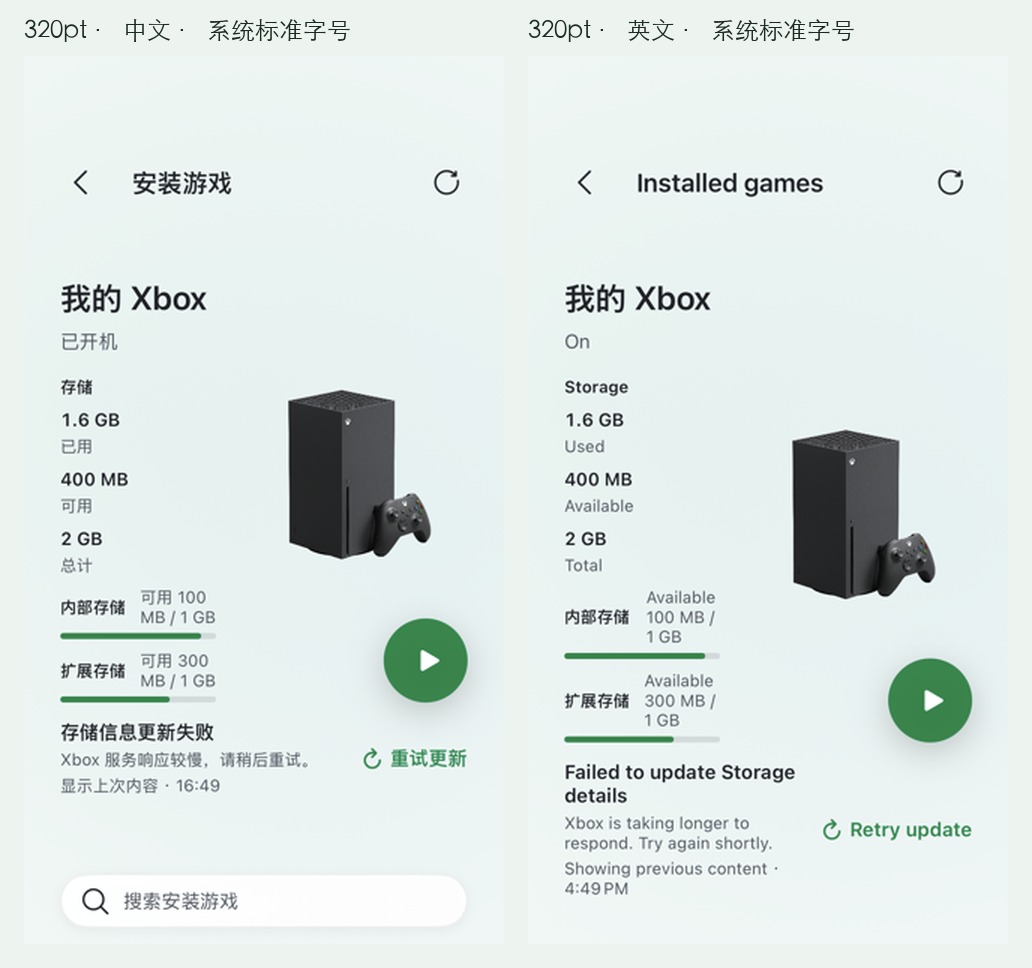 320pt · 中文 · 系统标准字号
安装游戏
我的 Xbox
已开机
存储
1.6 GB
已用
400 MB
可用
2 GB
总计
内部存储
可用 100
MB / 1 GB
扩展存储
可用 300
MB / 1 GB
存储信息更新失败
Xbox 服务响应较慢，请稍后重试。
显示上次内容 · 16:49
重试更新
搜索安装游戏
320pt · 英文 · 系统标准字号
Installed games
我的 Xbox
On
Storage
1.6 GB
Used
400 MB
Available
2 GB
Total
内部存储
Available
100 MB /
1 GB
扩展存储
Available
300 MB /
1 GB
Failed to update Storage
details
Xbox is taking longer to
respond. Try again shortly.
Showing previous content ·
4:49 PM
Retry update